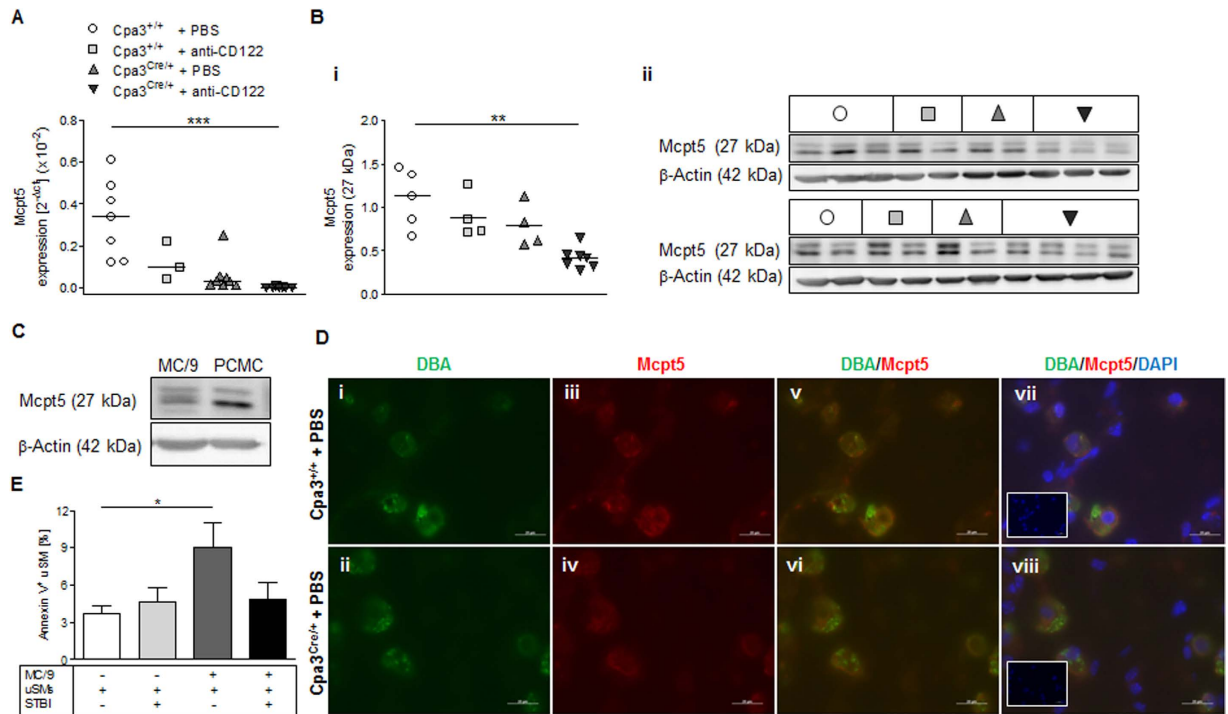 A
Cpa3+/+ + PBS
Cpa3+/+ + anti-CD122
Cpa3Cre/+ + PBS
Cpa3Cre/+ + anti-CD122
Mcpt5
expression [2-Δct] (x 10-2)
0.8
0.6
0.4
0.2
0.0
***
B
i
Mcpt5
expression (27 kDa)
2.0
1.5
1.0
0.5
0.0
**
ii
Mcpt5 (27 kDa)
β-Actin (42 kDa)
Mcpt5 (27 kDa)
β-Actin (42 kDa)
C
MC/9 PCMC
Mcpt5 (27 kDa)
β-Actin (42 kDa)
D
DBA Mcpt5 DBA/Mcpt5 DBA/Mcpt5/DAPI
Cpa3+/+ + PBS
i iii v vii
Cpa3Cre/+ + PBS
ii iv vi viii
E
Annexin V+ uSM [%]
12
9
6
3
0
*
MC/9 - - + +
uSMs + + + +
STBI - + - +